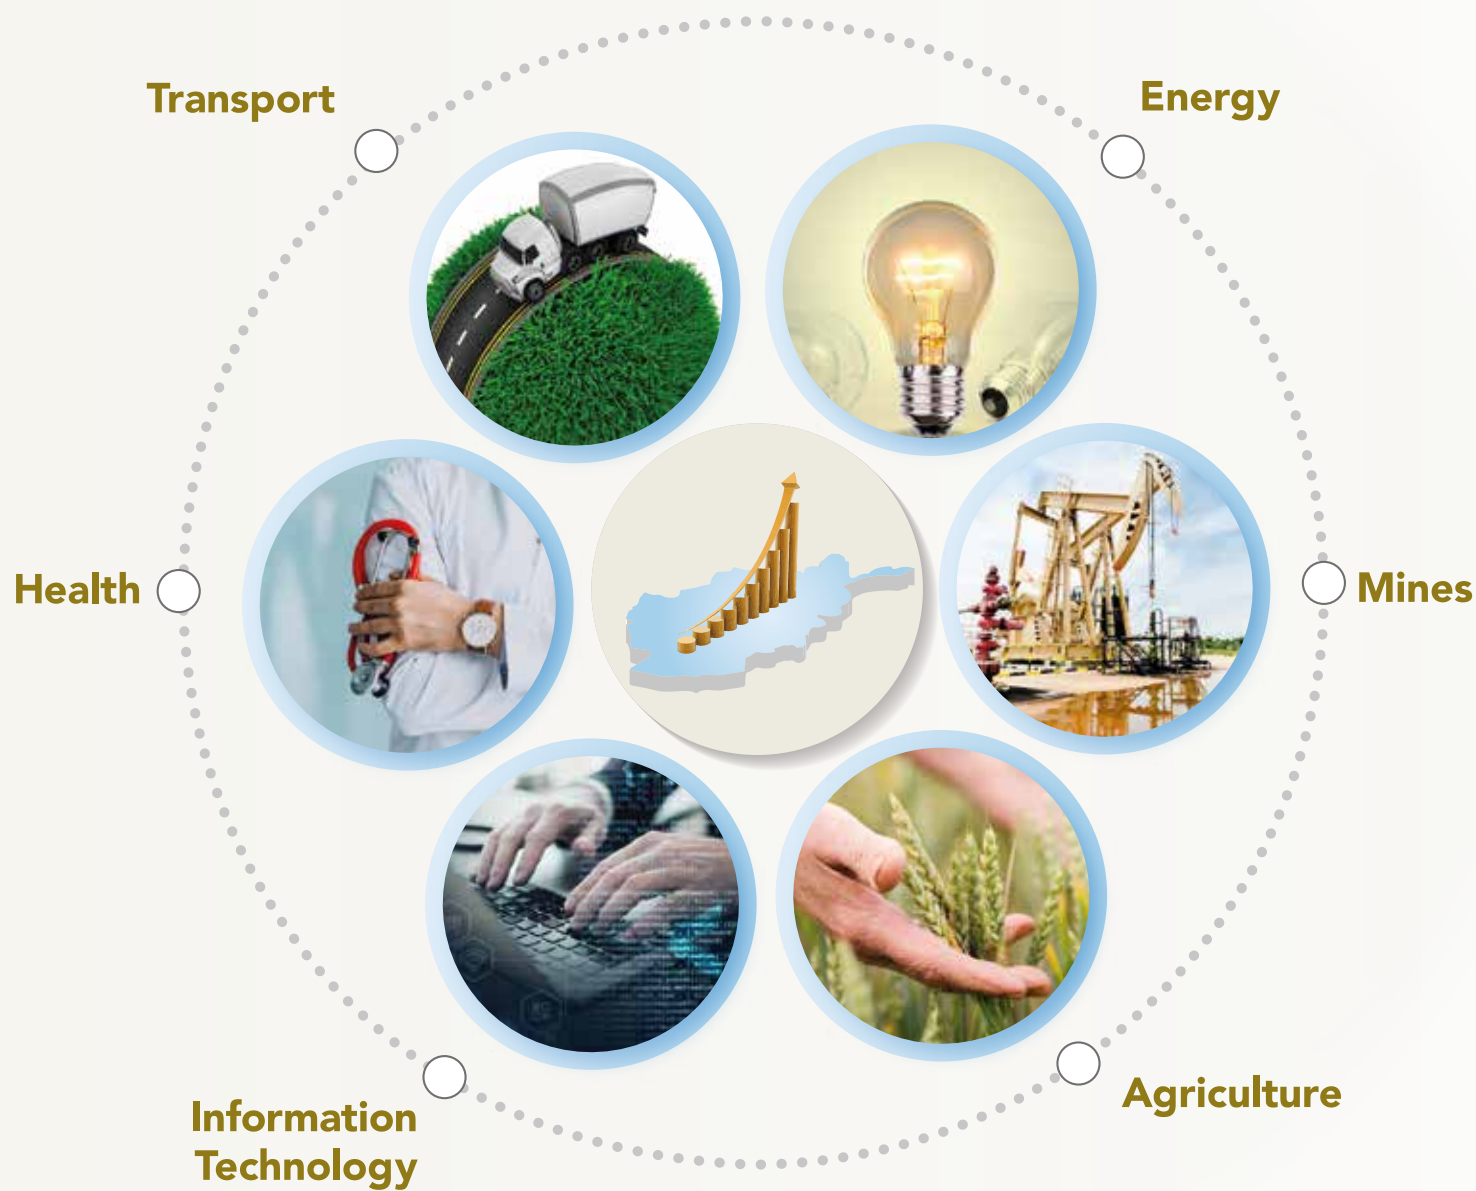 Transport
Energy
Health
Mines
Information
Technology
Agriculture